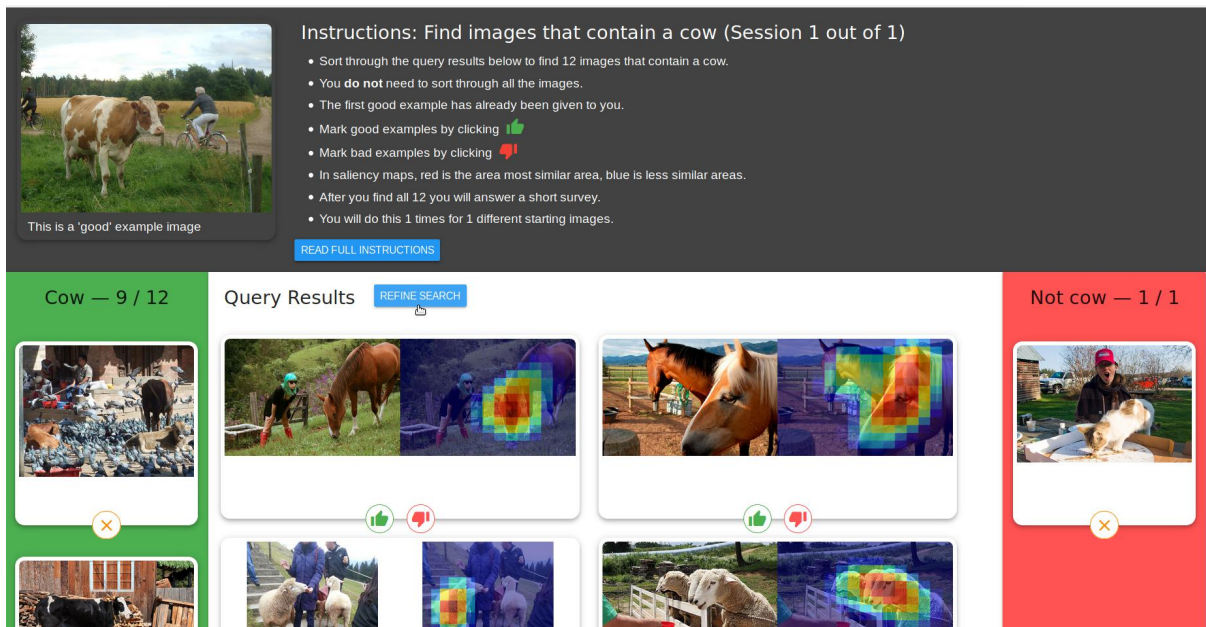 Instructions: Find images that contain a cow (Session 1 out of 1)
Sort through the query results below to find 12 images that contain a cow.
You do not need to sort through all the images.
The first good example has already been given to you.
Mark good examples by clicking
Mark bad examples by clicking
In saliency maps, red is the area most similar area, blue is less similar areas.
After you find all 12 you will answer a short survey.
You will do this 1 times for 1 different starting images.
This is a 'good' example image
READ FULL INSTRUCTIONS
Cow — 9 / 12
Query Results
REFINE SEARCH
Not cow — 1 / 1